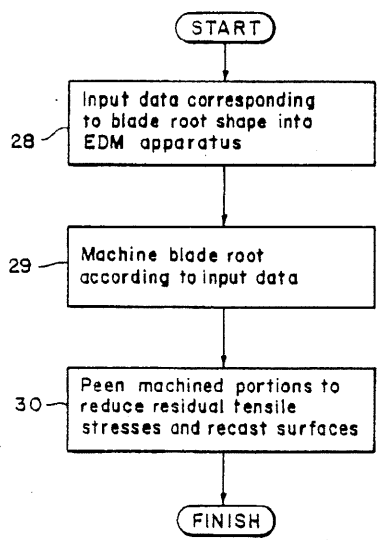 START
Input data corresponding
to blade root shape into
EDM apparatus
28
Machine blade root
according to input data
29
Peen machined portions to
reduce residual tensile
stresses and recast surfaces
30
FINISH